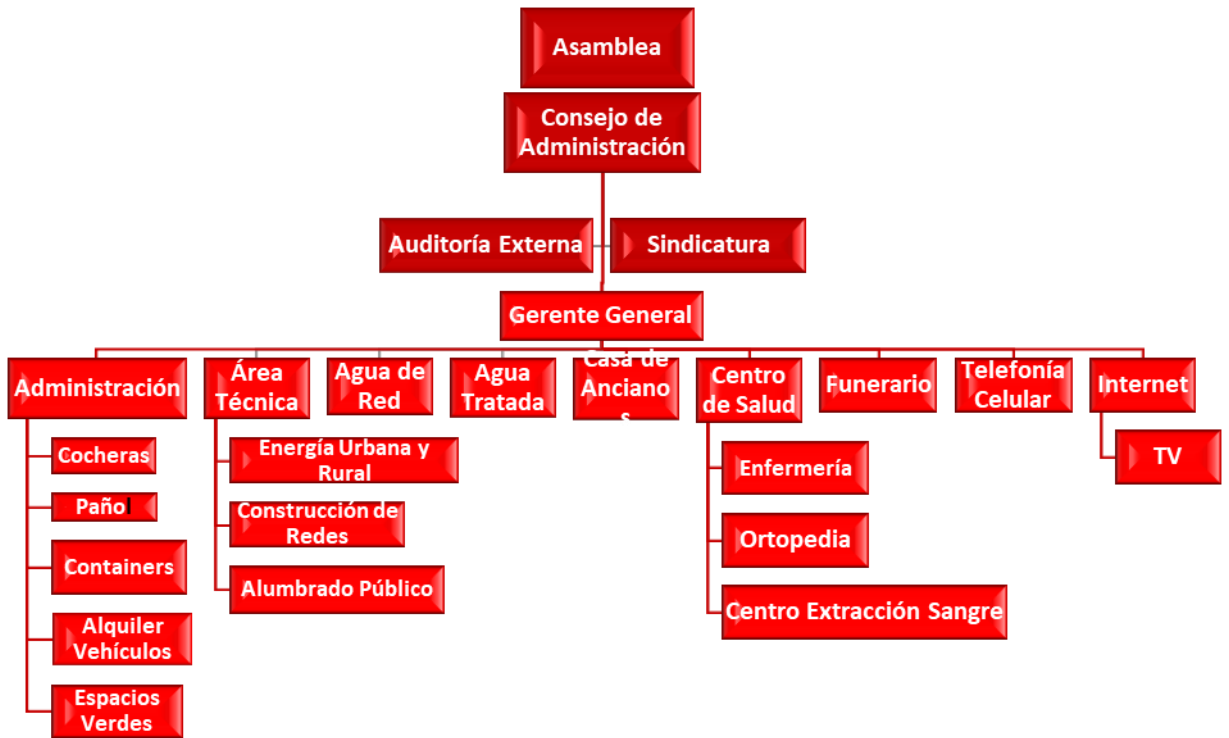 Asamblea
Consejo de
Administración
Auditoría Externa
Sindicatura
Gerente General
Administración
Área
Técnica
Agua de
Red
Agua
Tratada
Casa de
Anciano
s
Centro
de Salud
Funerario
Telefonía
Celular
Internet
Cocheras
Pañol
Containers
Alquiler
Vehículos
Espacios
Verdes
Energía Urbana y
Rural
Construcción de
Redes
Alumbrado Público
Enfermería
Ortopedia
Centro Extracción Sangre
TV